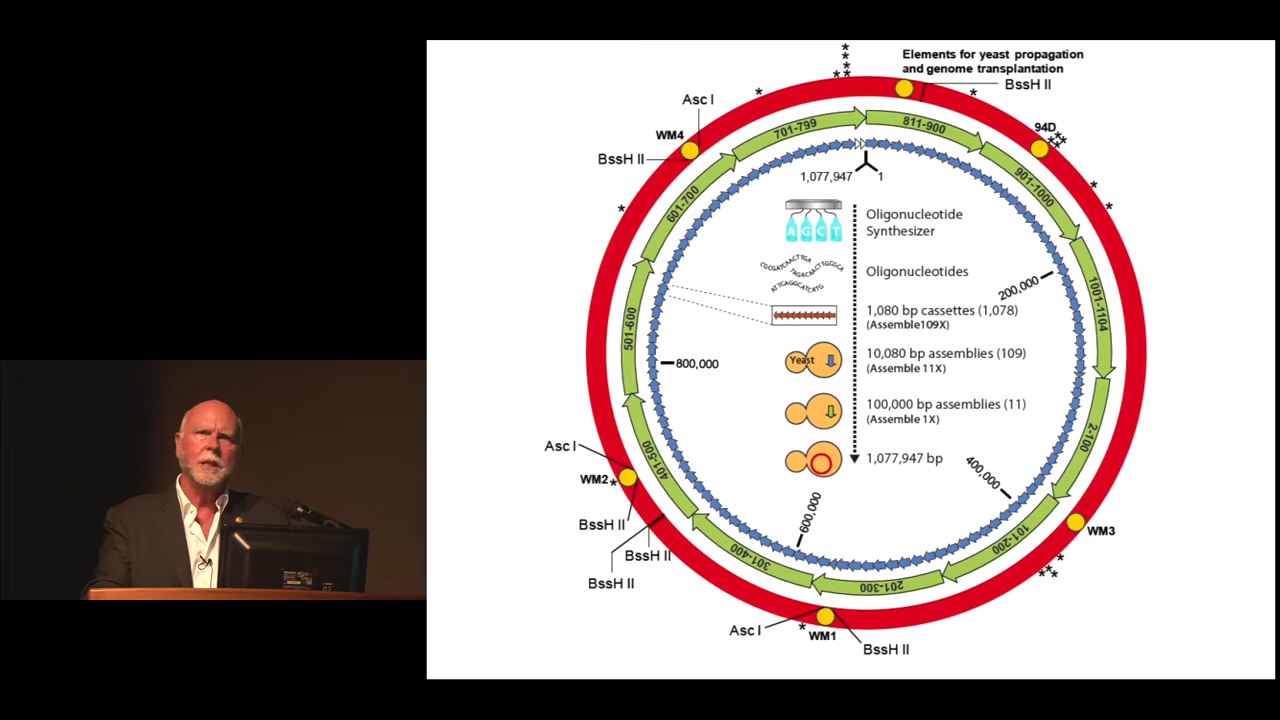 Elements for yeast propagation
and genome transplantation
BssH II
****
**
*
*
Asc I
WM4
BssH II
701-799
811-900
94D
***
901-1000
*
*
*
601-700
1,077,947
1
A G C T
Oligonucleotide
Synthesizer
CGCGATCAACTTGA
TAGACAACTTGCGCA
ATTCAGGCATCATG
Oligonucleotides
200,000
1001-1104
501-600
1,080 bp cassettes (1,078)
(Assemble109X)
Yeast
10,080 bp assemblies (109)
(Assemble 11X)
800,000
100,000 bp assemblies (11)
(Assemble 1X)
2-100
1,077,947 bp
400,000
401-500
Asc I
WM2*
BssH II
BssH II
BssH II
600,000
101-200
WM3
301-400
201-300
Asc I
*
WM1
BssH II